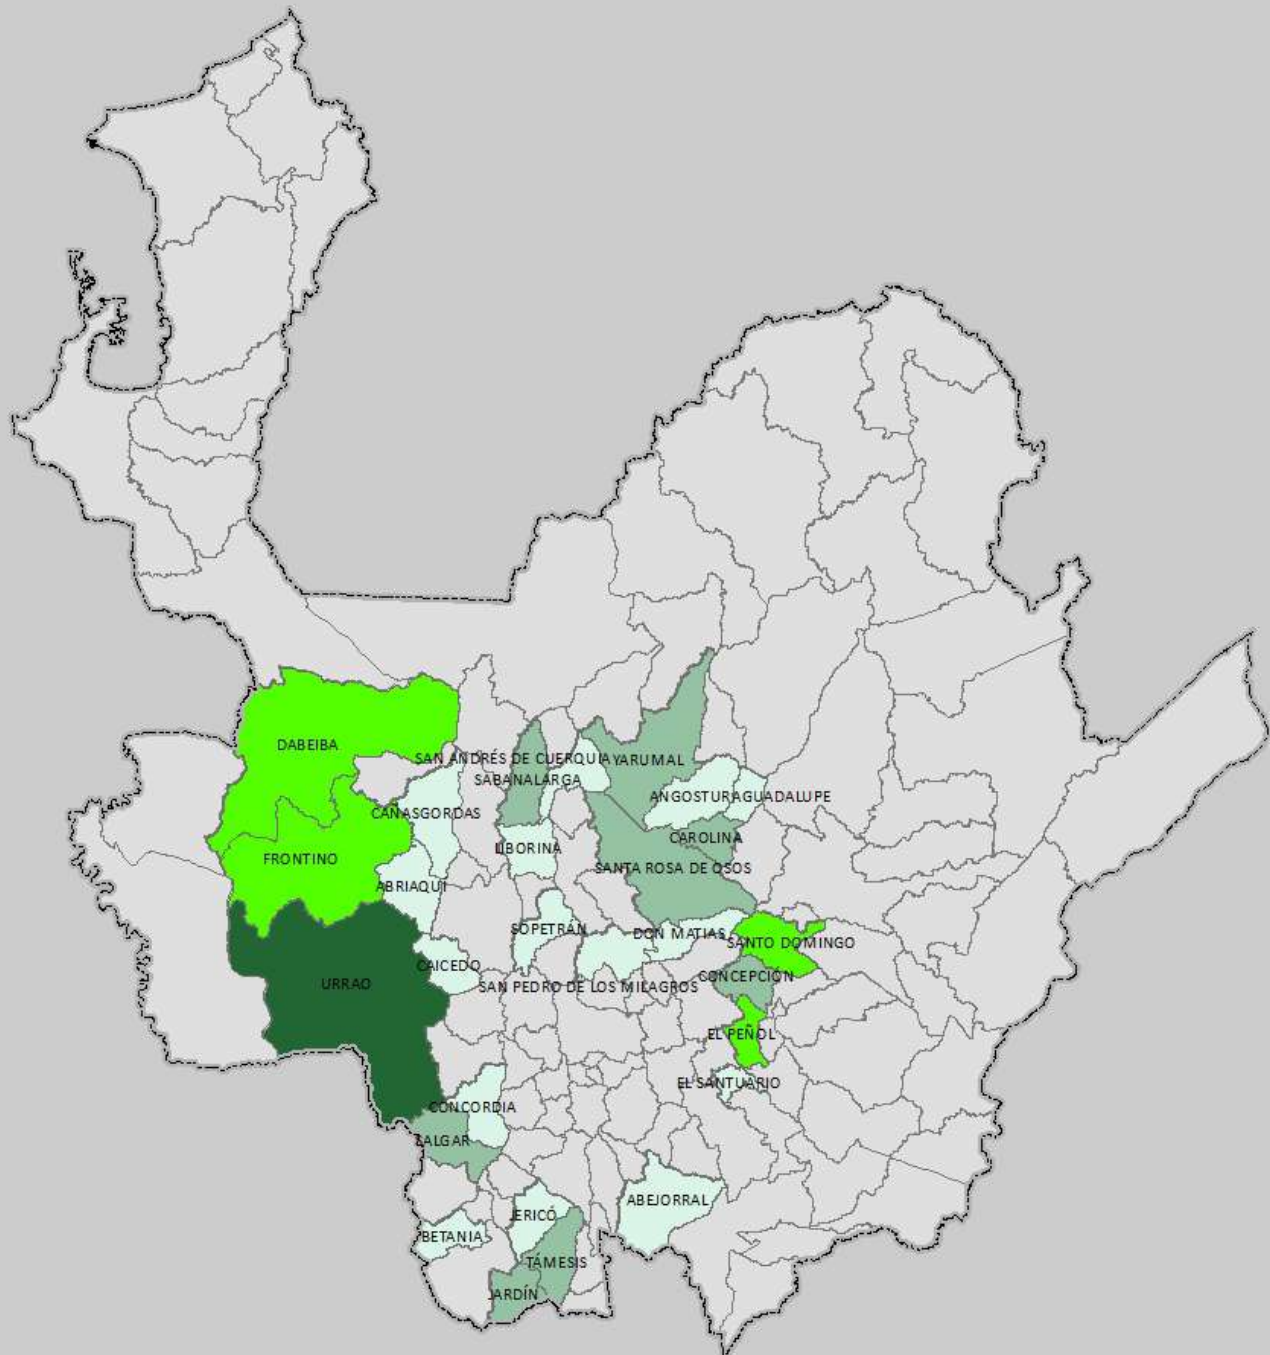 DABEIBA
SAN ANDRÉS DE CUERQUIA
YARUMAL
SABANALARGA
ANGOSTURA
GUADALUPE
CAÑASGORDAS
CAROLINA
LIBORINA
FRONTINO
SANTA ROSA DE OSOS
ABRIAQUÍ
SOPETRÁN
DON MATIAS
SANTO DOMINGO
CAICEDO
CONCEPCIÓN
URRAO
SAN PEDRO DE LOS MILAGROS
EL PEÑOL
EL SANTUARIO
CONCORDIA
SALGAR
ABEJORRAL
JERICÓ
BETANIA
TÁMESIS
JARDÍN